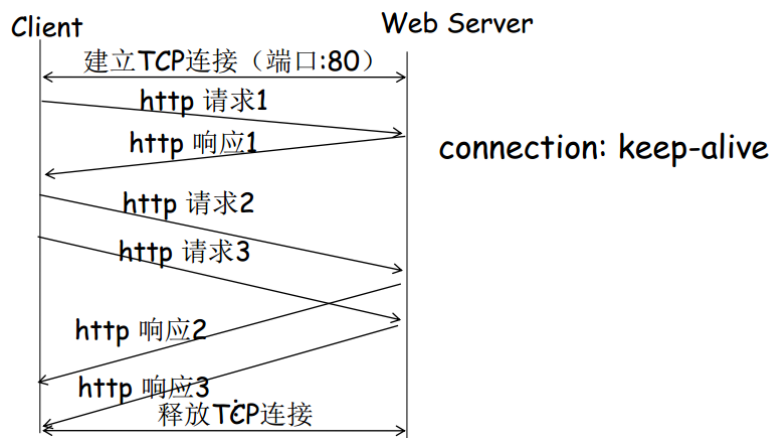 Client
Web Server
建立TCP连接（端口:80）
http 请求1
http 响应1
connection: keep-alive
http 请求2
http 请求3
http 响应2
http 响应3
释放TCP连接